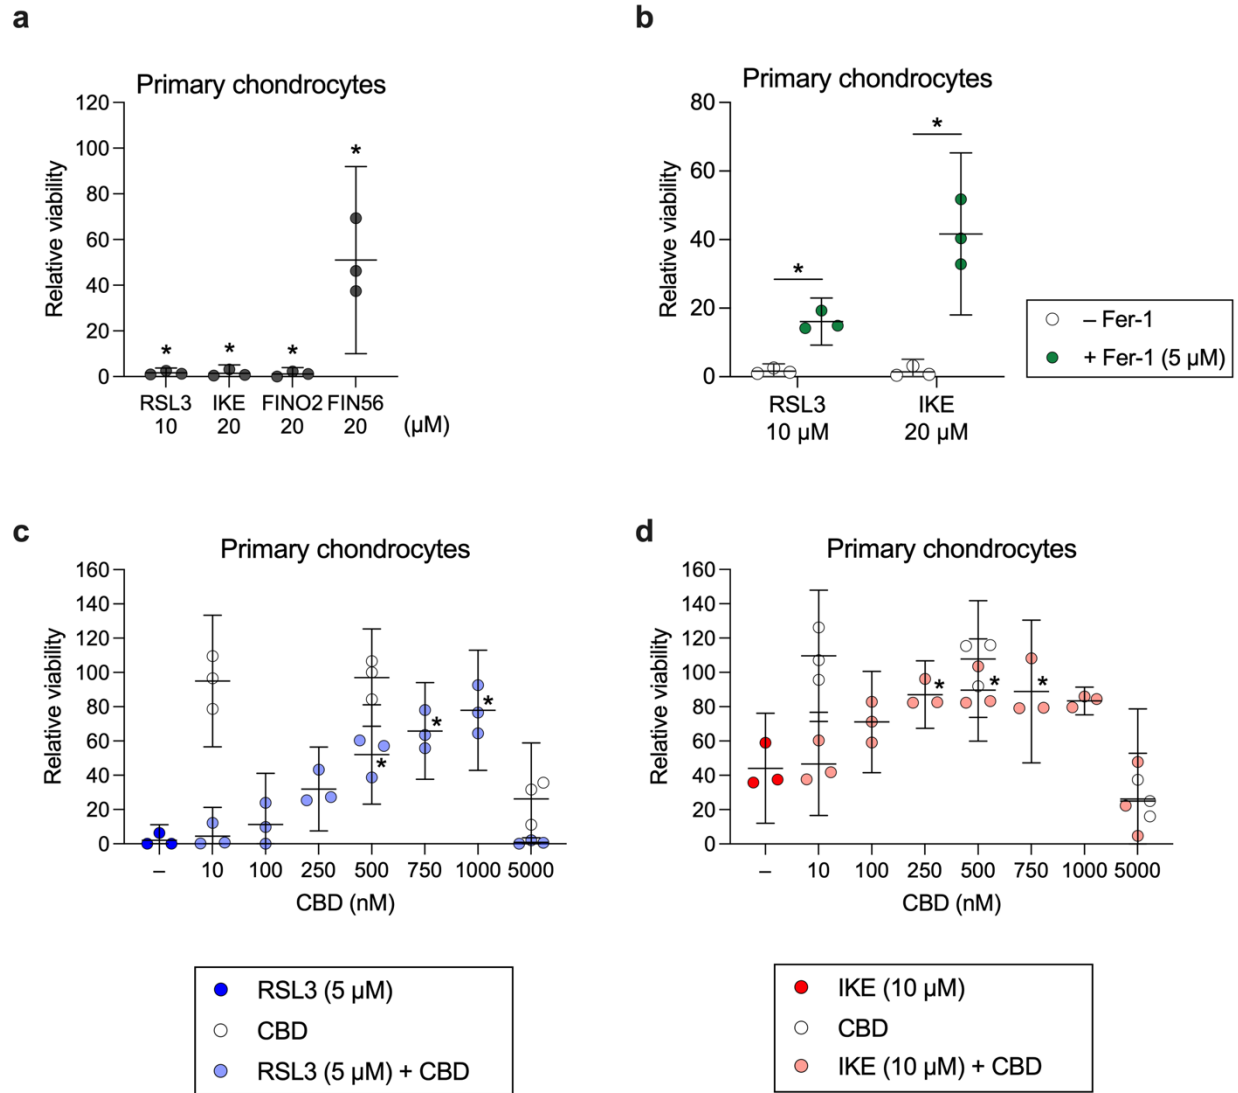 a
Primary chondrocytes
Relative viability
120
100
80
60
40
20
0
* * * *
RSL3 IKE FINO2 FIN56
10 20 20 20 (μM)
b
Primary chondrocytes
Relative viability
80
60
40
20
0
* *
RSL3 IKE
10 μM 20 μM
– Fer-1
+ Fer-1 (5 μM)
c
Primary chondrocytes
Relative viability
160
140
120
100
80
60
40
20
0
* * *
– 10 100 250 500 750 1000 5000
CBD (nM)
RSL3 (5 μM)
CBD
RSL3 (5 μM) + CBD
d
Primary chondrocytes
Relative viability
160
140
120
100
80
60
40
20
0
* * *
– 10 100 250 500 750 1000 5000
CBD (nM)
IKE (10 μM)
CBD
IKE (10 μM) + CBD